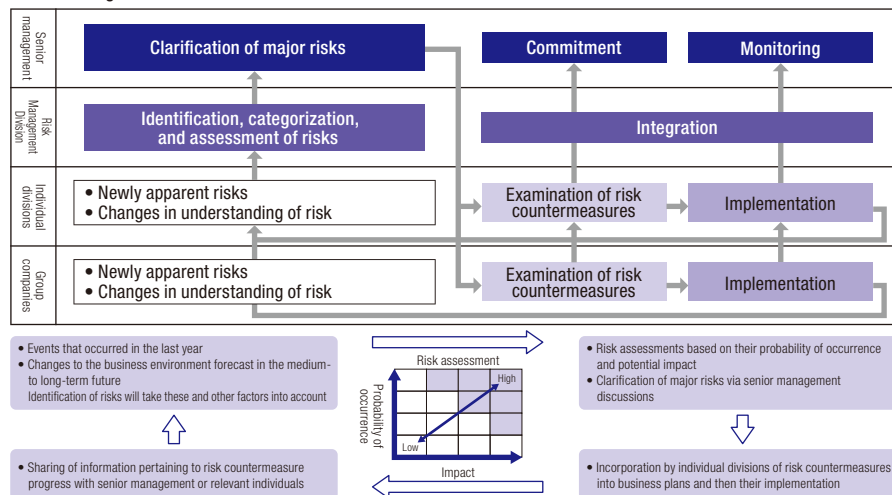 Senior
management
Clarification of major risks
Commitment
Monitoring
Risk
Management
Division
Identification, categorization,
and assessment of risks
Integration
Individual
divisions
• Newly apparent risks
• Changes in understanding of risk
Examination of risk
countermeasures
Implementation
Group
companies
• Newly apparent risks
• Changes in understanding of risk
Examination of risk
countermeasures
Implementation
• Events that occurred in the last year
• Changes to the business environment forecast in the medium-
to long-term future
Identification of risks will take these and other factors into account
Risk assessment
Probability of
occurrence
High
Low
Impact
• Risk assessments based on their probability of occurrence
and potential impact
• Clarification of major risks via senior management
discussions
• Sharing of information pertaining to risk countermeasure
progress with senior management or relevant individuals
• Incorporation by individual divisions of risk countermeasures
into business plans and then their implementation